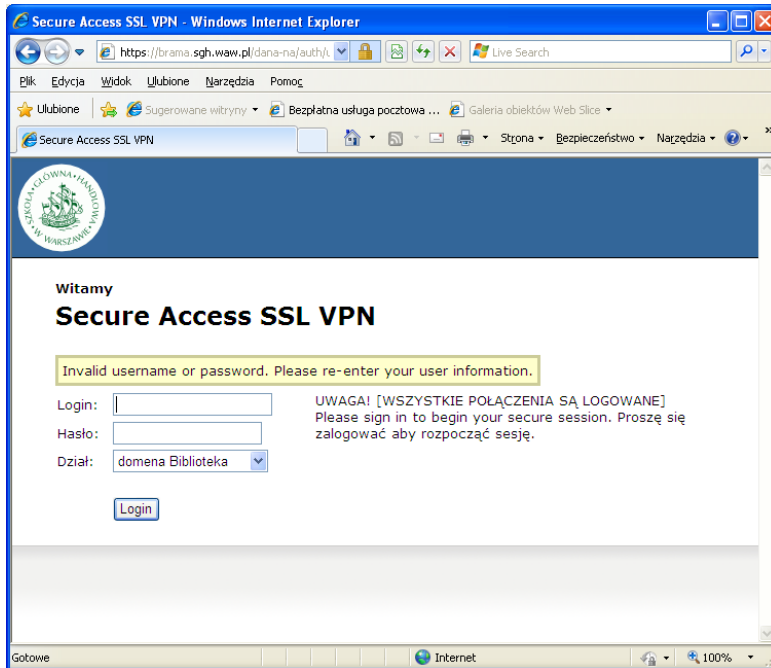 Secure Access SSL VPN - Windows Internet Explorer
https://brama.sgh.waw.pl/dana-na/auth/u
Live Search
Plik Edycja Widok Ulubione Narzędzia Pomoc
Ulubione Sugerowane witryny Bezpłatna usługa pocztowa ... Galeria obiektów Web Slice
Secure Access SSL VPN Strona Bezpieczeństwo Narzędzia »
SZKOŁA GŁÓWNA HANDLOWA W WARSZAWIE
Witamy
Secure Access SSL VPN
Invalid username or password. Please re-enter your user information.
Login:
Hasło:
Dział: domena Biblioteka
Login
UWAGA! [WSZYSTKIE POŁĄCZENIA SĄ LOGOWANE]
Please sign in to begin your secure session. Proszę się
zalogować aby rozpocząć sesję.
Gotowe Internet 100%